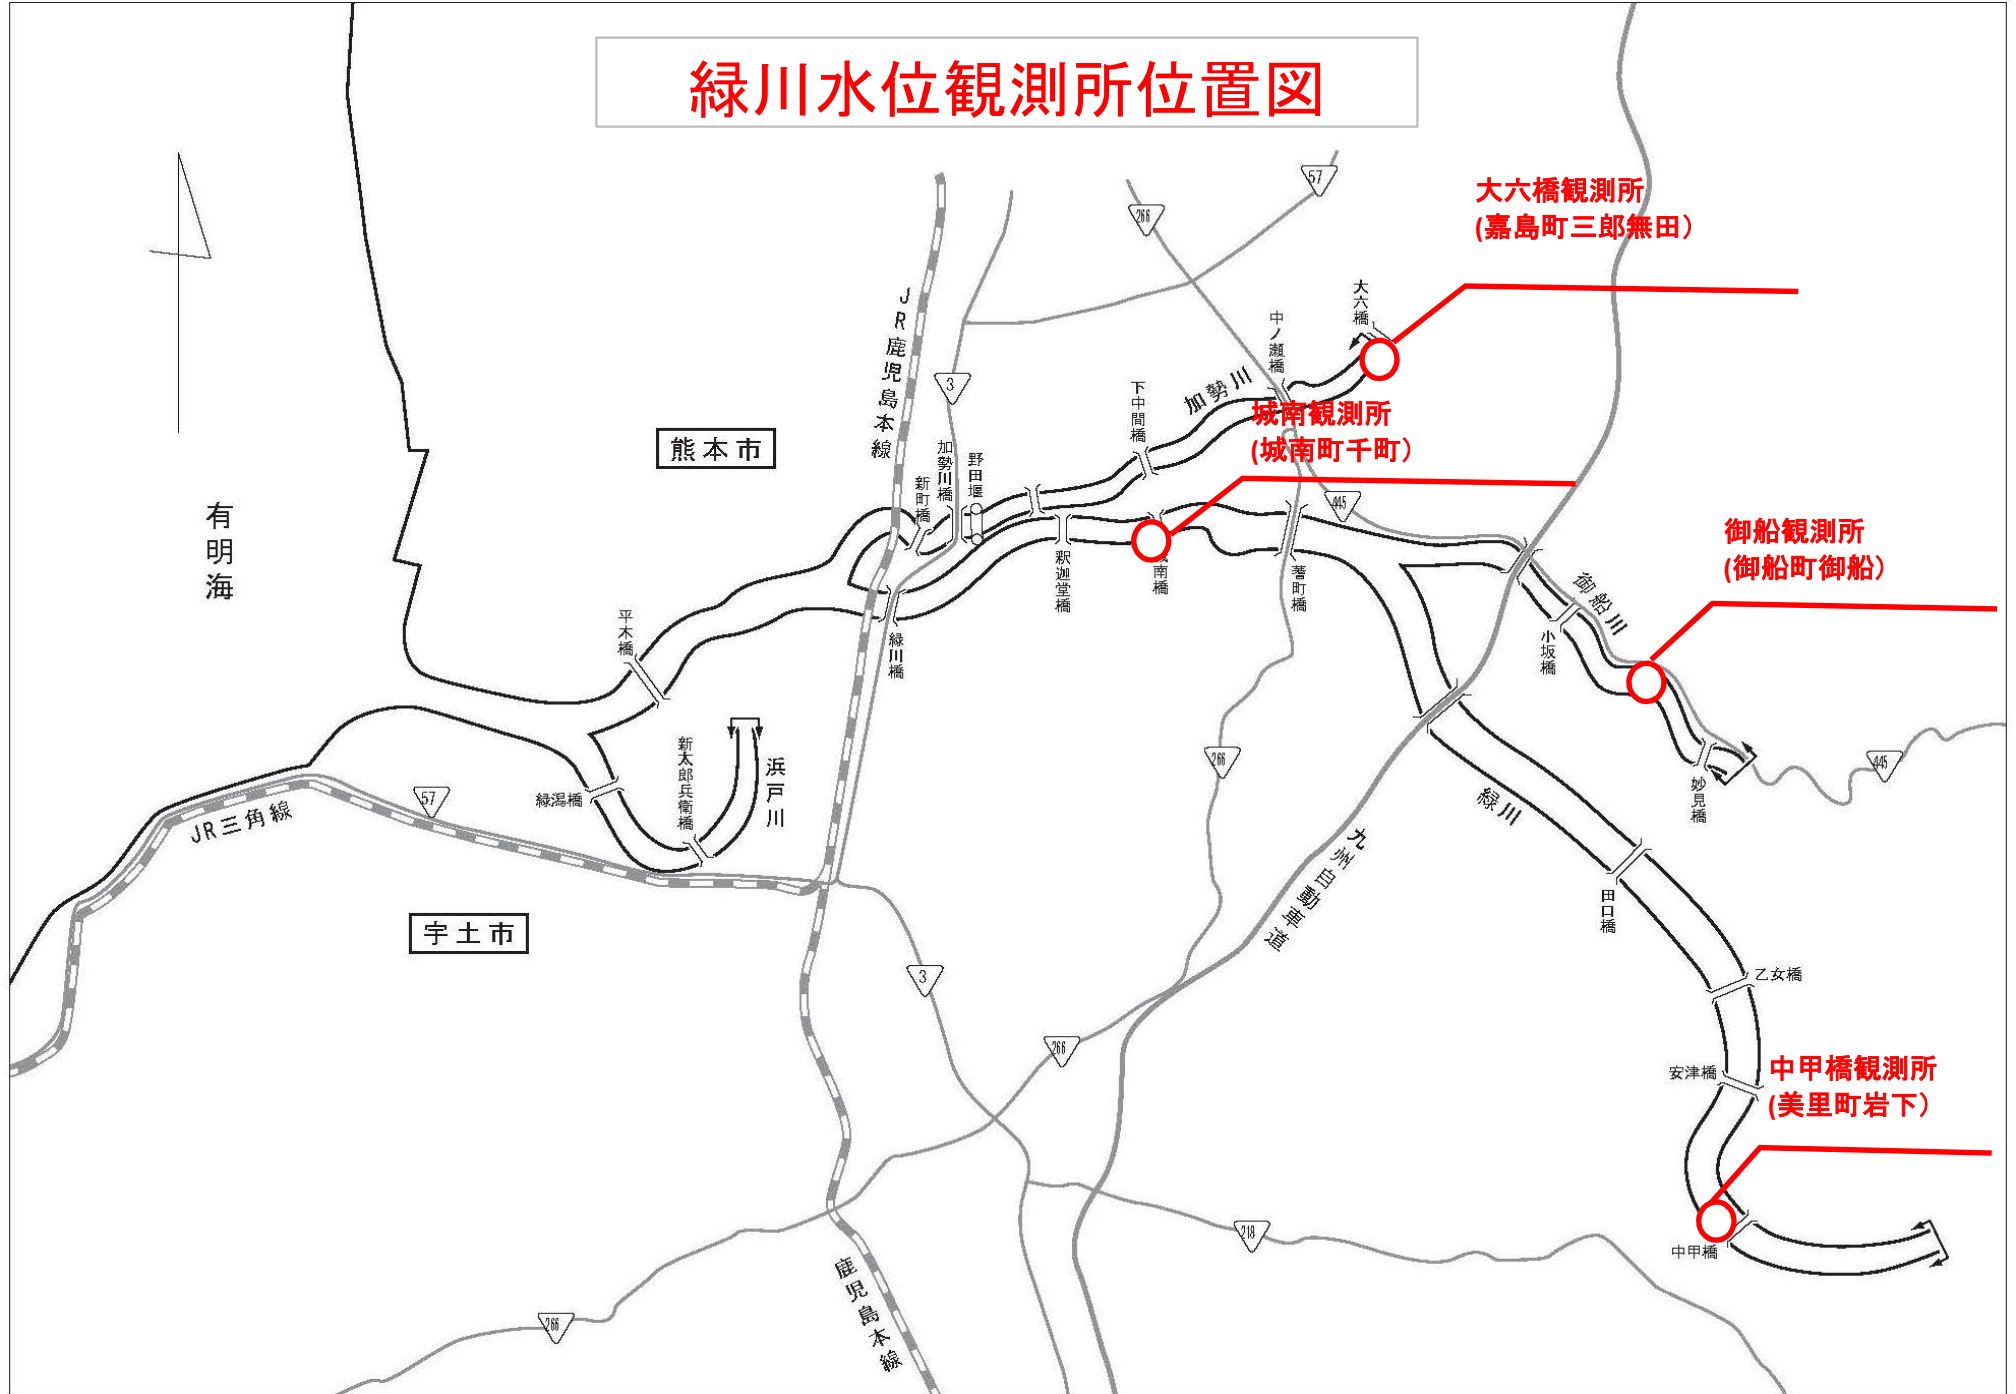 緑川水位観測所位置図
57
266
大六橋観測所
(嘉島町三郎無田)
大六橋
中ノ瀬橋
JR鹿児島本線
3
下中間橋
加勢川
城南観測所
(城南町千町)
熊本市
加勢川橋
野田堰
新町橋
445
有明海
御船観測所
(御船町御船)
釈迦堂橋
南橋
御船川
平木橋
緑川橋
小坂橋
新太郎兵衛橋
浜戸川
266
445
57
緑潟橋
妙見橋
JR三角線
緑川
九州自動車道
田口橋
宇土市
3
乙女橋
266
安津橋
中甲橋観測所
(美里町岩下)
218
中甲橋
鹿児島本線
266